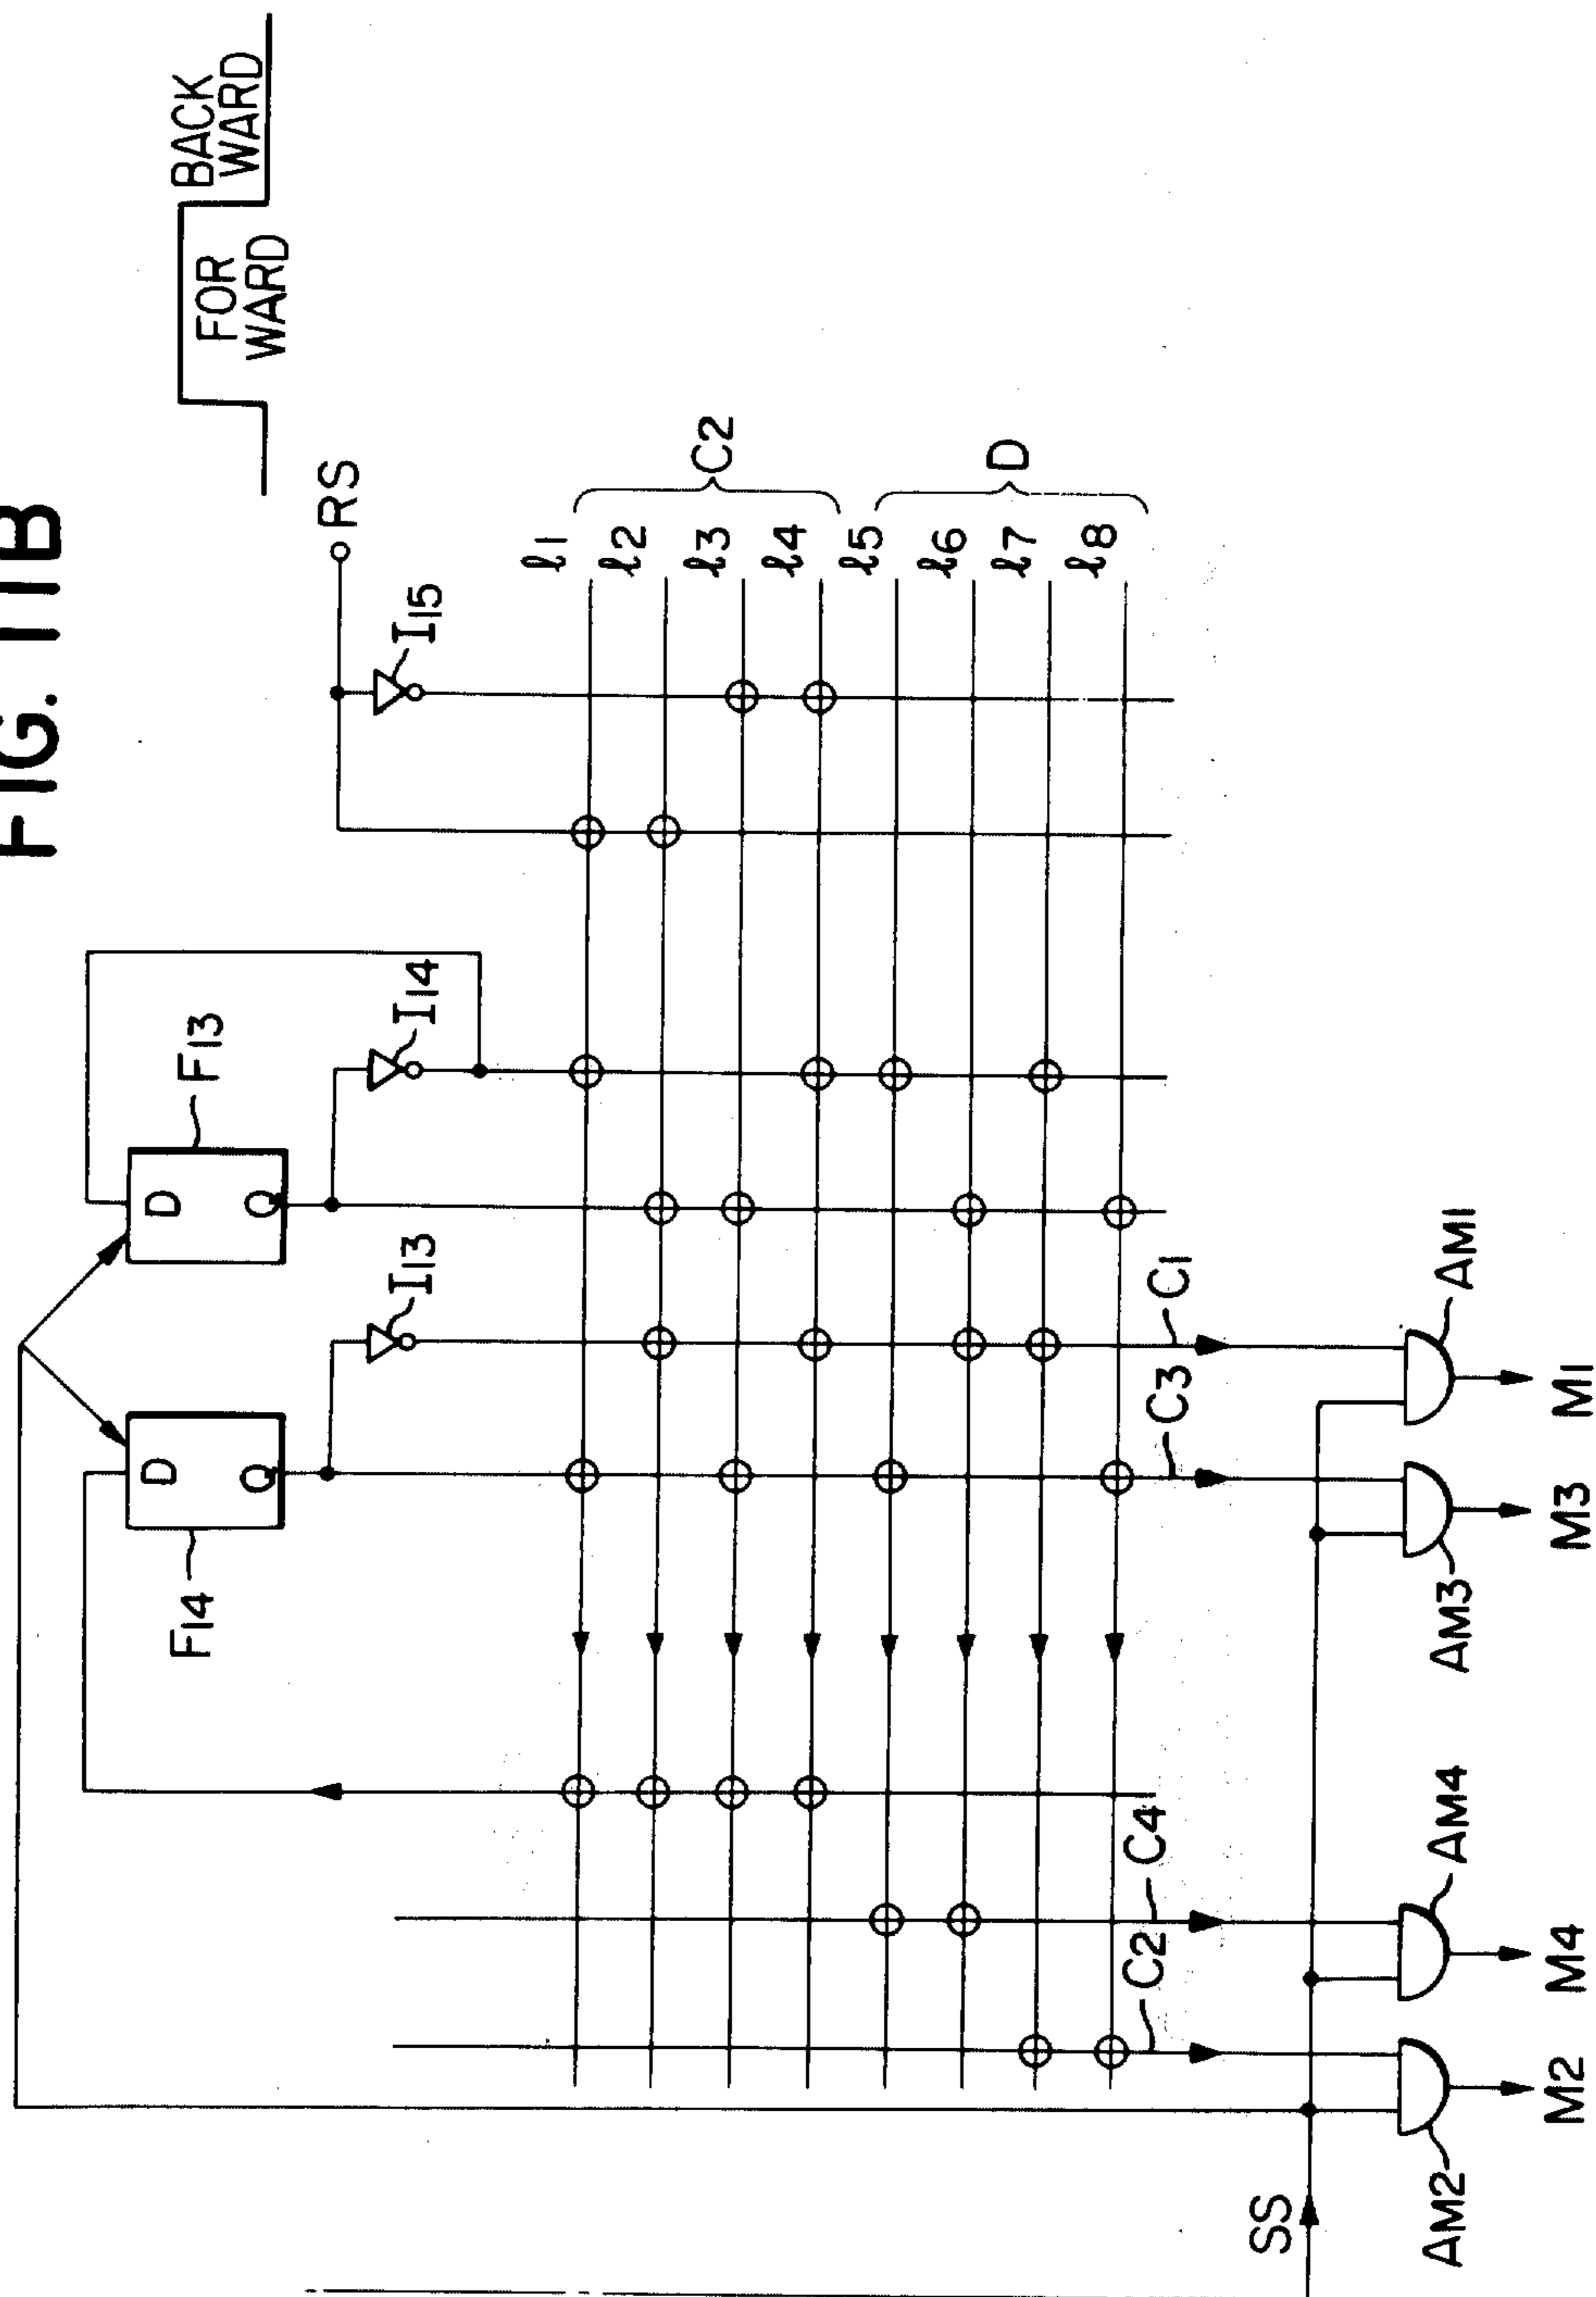 FIG. 11B
FOR
WARD
BACK
WARD
RS
I15
F13
I14
I13
F14
D
Q
D
Q
ℓ1
ℓ2
ℓ3
ℓ4
ℓ5
ℓ6
ℓ7
ℓ8
C2
D
C1
C3
C4
C2
SS
AM1
AM3
AM4
AM2
M1
M3
M4
M2